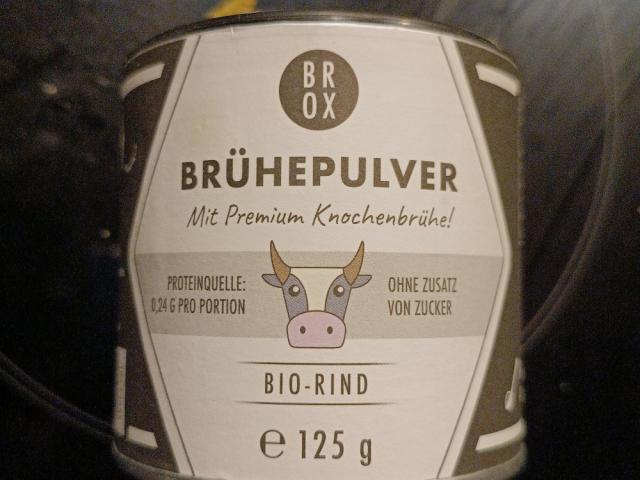 BR
OX
BRÜHEPULVER
Mit Premium Knochenbrühe!
PROTEINQUELLE:
0,24 G PRO PORTION
OHNE ZUSATZ
VON ZUCKER
BIO-RIND
℮ 125 g